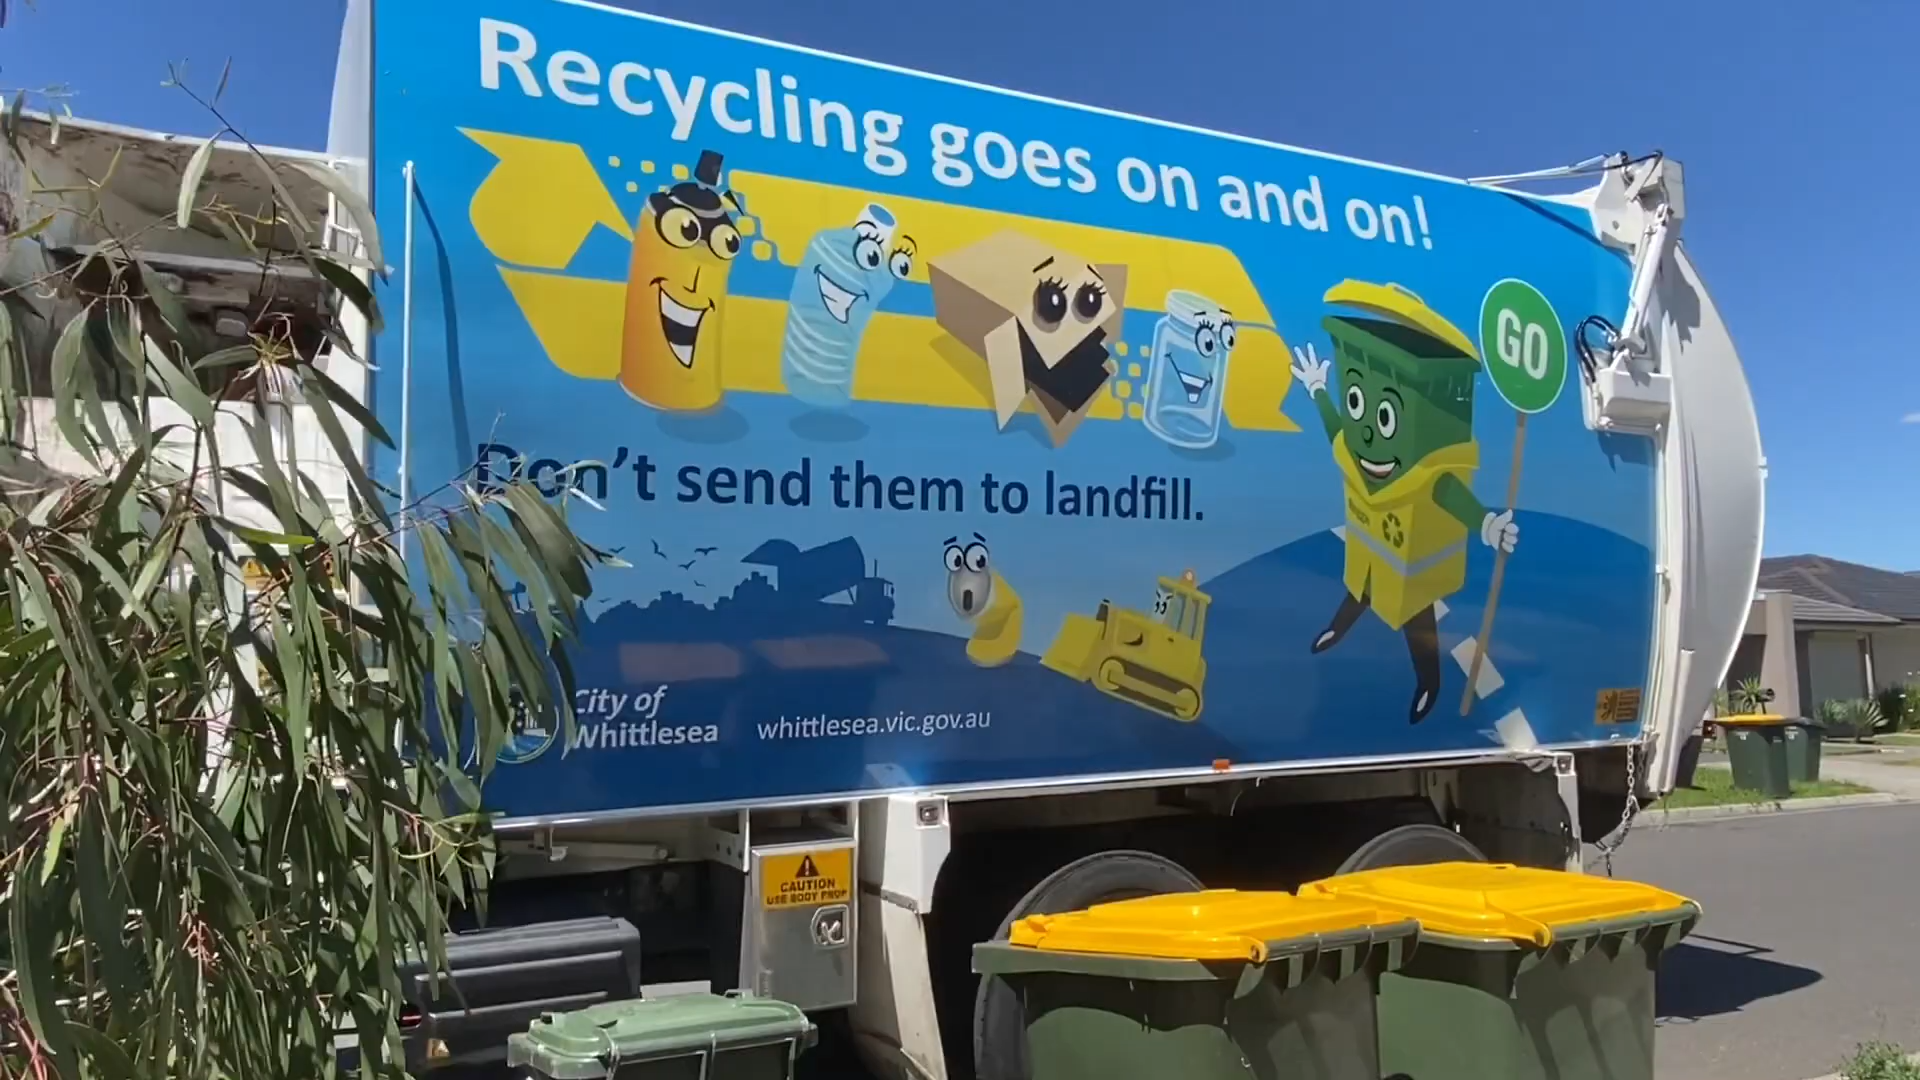 Recycling goes on and on!
GO
Don't send them to landfill.
City of
Whittlesea
whittlesea.vic.gov.au
CAUTION
USE BODY PROP